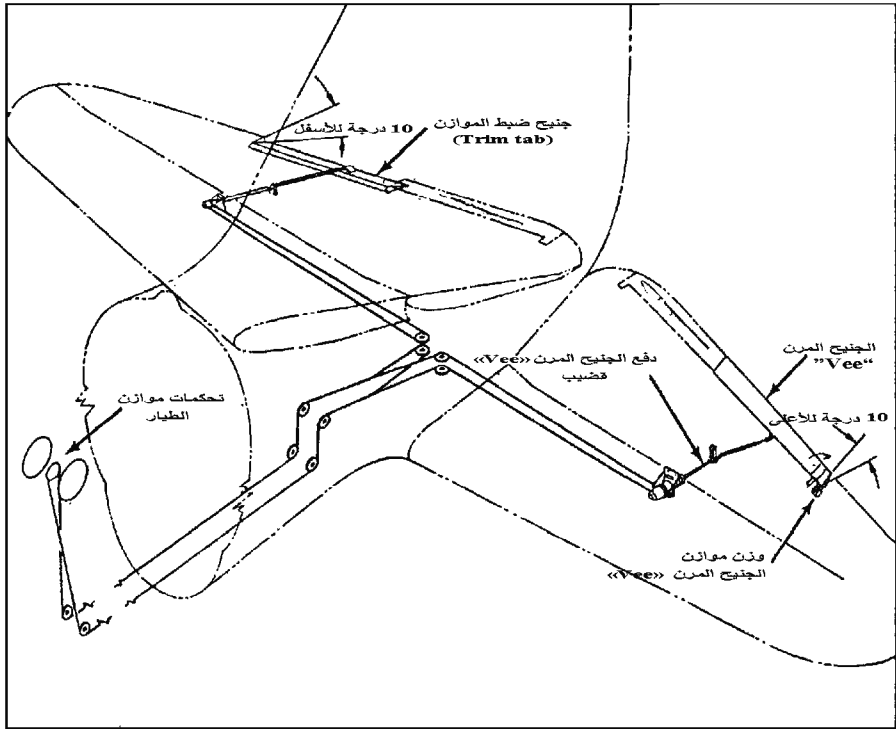 جنيح ضبط الموازن
(Trim tab)
10 درجة للأسفل
الجنيح المرن
“Vee”
دفع الجنيح المرن «Vee»
قضيب
تحكمات موازن
الطيار
10 درجة للأعلى
وزن موازن
الجنيح المرن «Vee»